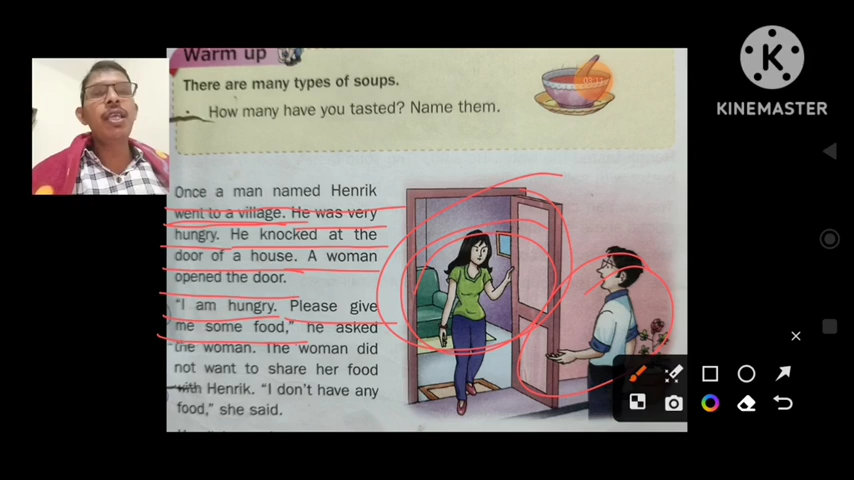 Warm up
There are many types of soups.
How many have you tasted? Name them.
03:11
KINEMASTER
Once a man named Henrik
went to a village. He was very
hungry. He knocked at the
door of a house. A woman
opened the door.
"I am hungry. Please give
me some food," he asked
the woman. The woman did
not want to share her food
with Henrik. "I don't have any
food," she said.